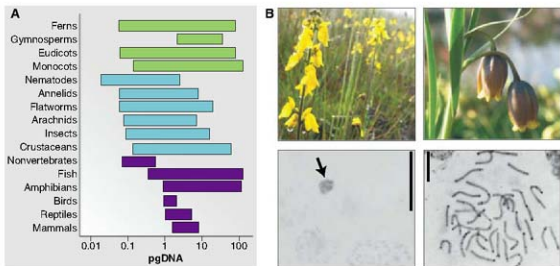 A
Ferns
Gymnosperms
Eudicots
Monocots
Nematodes
Annelids
Flatworms
Arachnids
Insects
Crustaceans
Nonvertebrates
Fish
Amphibians
Birds
Reptiles
Mammals
0.01 0.1 1 10 100
pgDNA
B